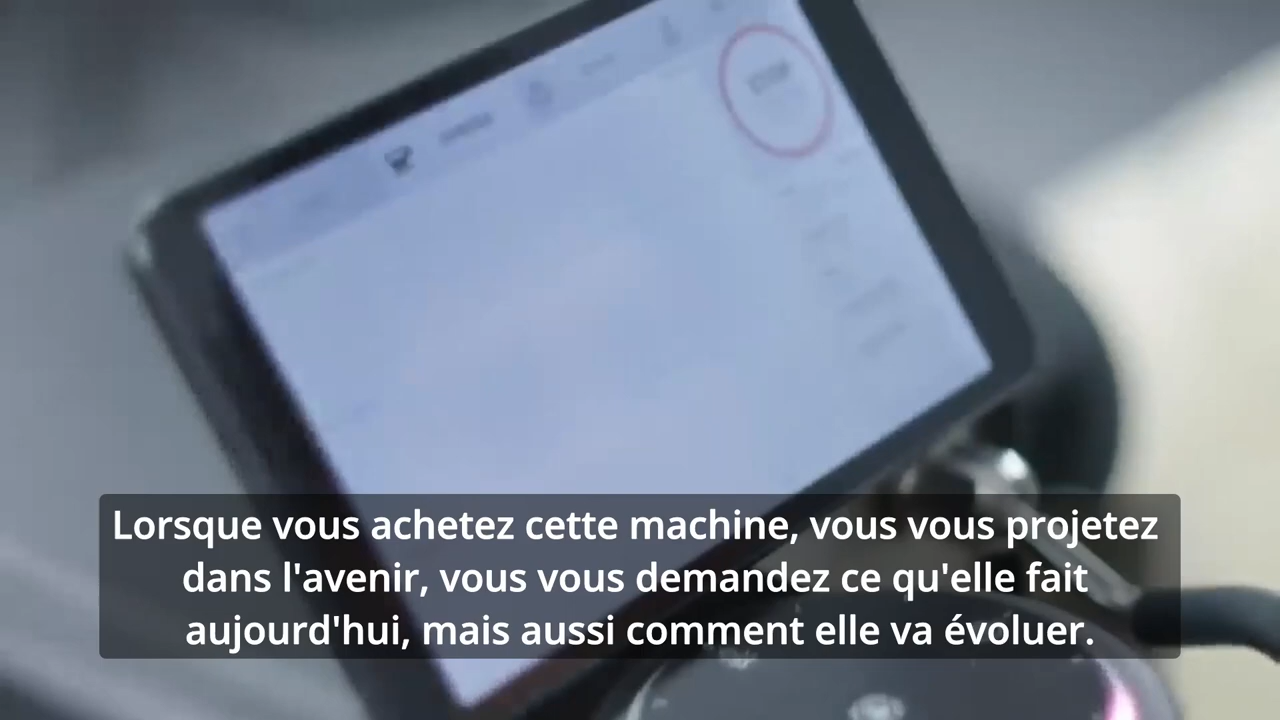 Lorsque vous achetez cette machine, vous vous projetez
dans l'avenir, vous vous demandez ce qu'elle fait
aujourd'hui, mais aussi comment elle va évoluer.